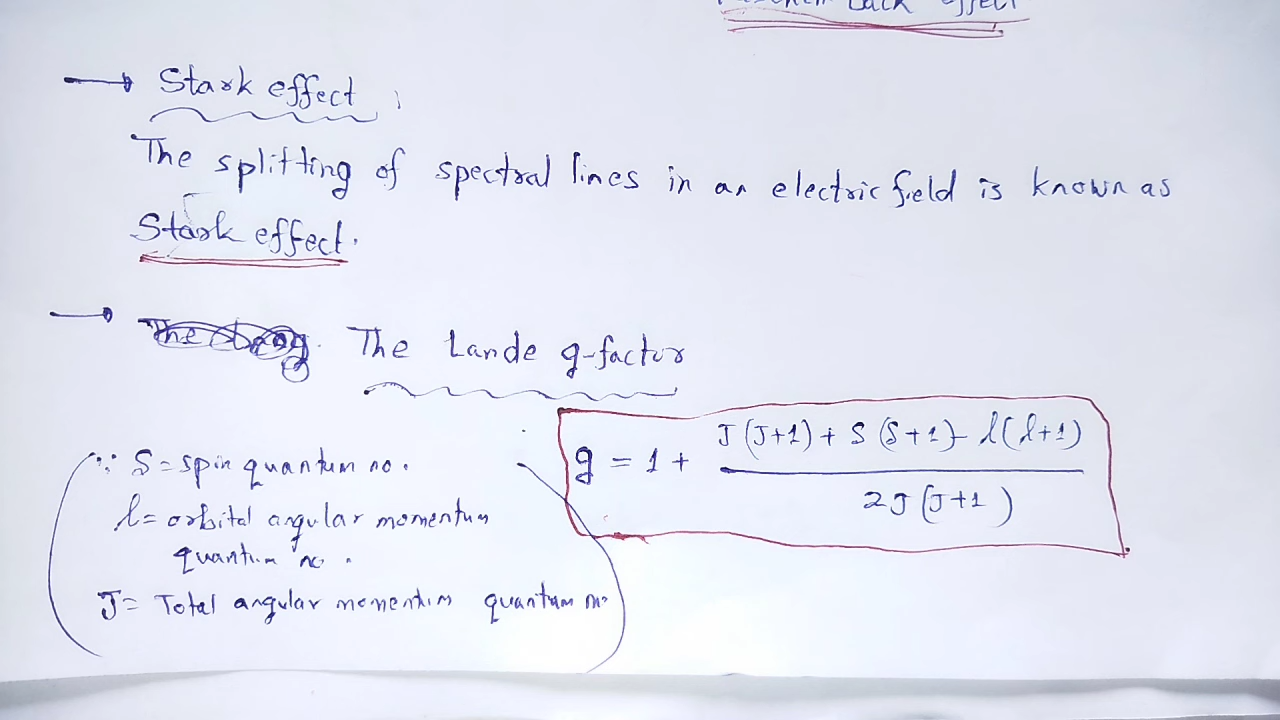 Back effect
→ Stark effect :
The splitting of spectral lines in an electric field is known as
Stark effect.
→ The Lande g-factor
g = 1 + J(J+1) + S(S+1) - l(l+1) / 2J(J+1)
∵ S = spin quantum no.
l = orbital angular momentum
quantum no.
J = Total angular momentum quantum no